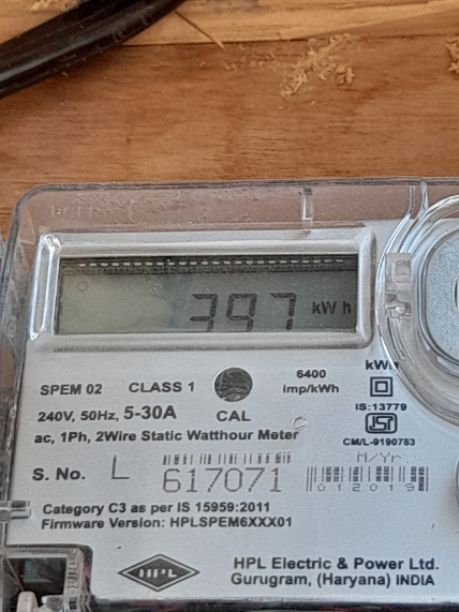 397 kWh
SPEM 02 CLASS 1 6400 imp/kWh kWh
240V, 50Hz, 5-30A CAL IS:13779
ac, 1Ph, 2Wire Static Watthour Meter CM/L-9190783
M/Yr.
S. No. L 617071 012019
Category C3 as per IS 15959:2011
Firmware Version: HPLSPEM6XXX01
HPL HPL Electric & Power Ltd.
Gurugram, (Haryana) INDIA